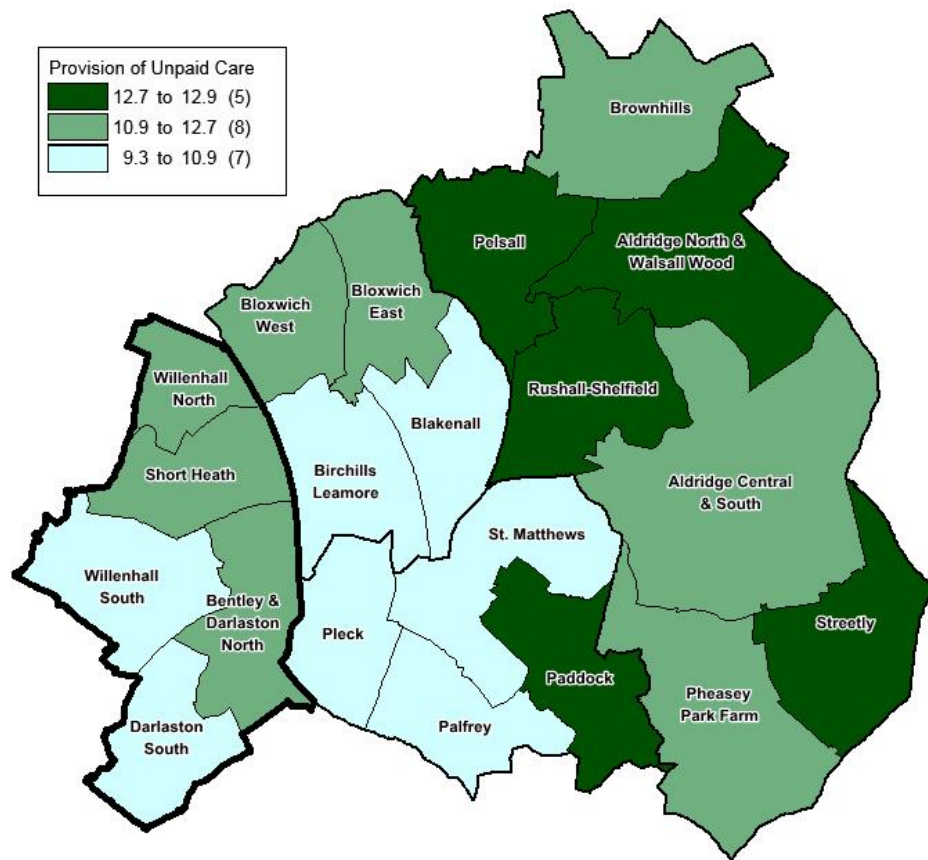 Provision of Unpaid Care
12.7 to 12.9 (5)
10.9 to 12.7 (8)
9.3 to 10.9 (7)
Brownhills
Pelsall
Aldridge North &
Walsall Wood
Bloxwich
West
Bloxwich
East
Willenhall
North
Rushall-Shelfield
Blakenall
Short Heath
Birchills
Leamore
Aldridge Central
& South
St. Matthews
Willenhall
South
Bentley &
Darlaston
North
Pleck
Streetly
Paddock
Pheasey
Park Farm
Darlaston
South
Palfrey